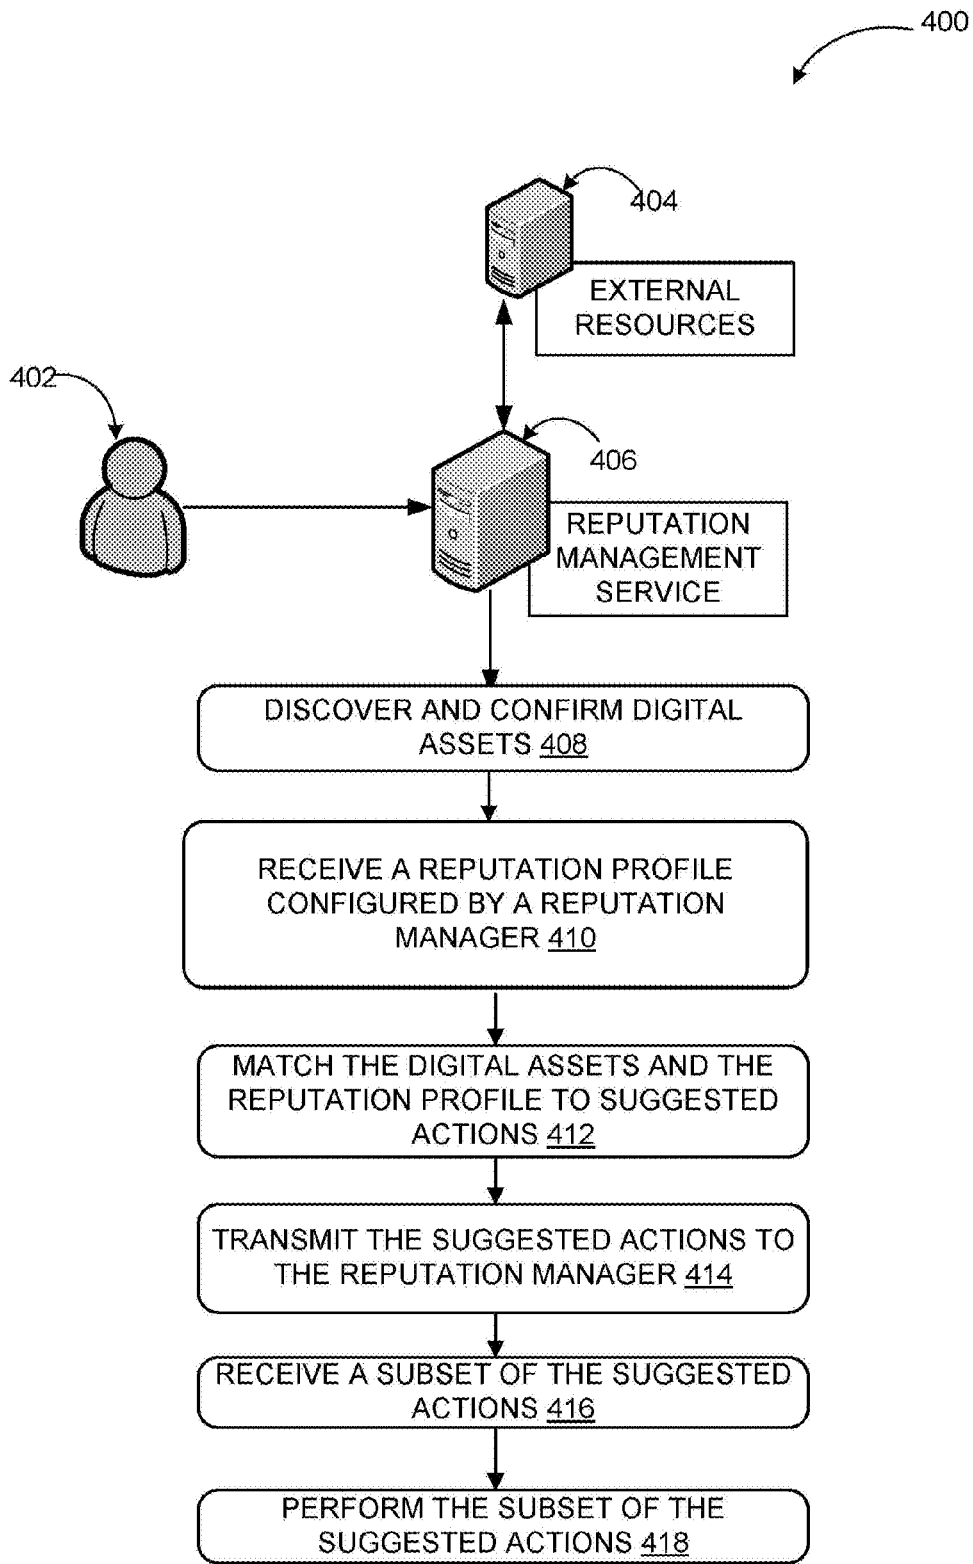 400
404
EXTERNAL
RESOURCES
402
406
REPUTATION
MANAGEMENT
SERVICE
DISCOVER AND CONFIRM DIGITAL
ASSETS 408
RECEIVE A REPUTATION PROFILE
CONFIGURED BY A REPUTATION
MANAGER 410
MATCH THE DIGITAL ASSETS AND THE
REPUTATION PROFILE TO SUGGESTED
ACTIONS 412
TRANSMIT THE SUGGESTED ACTIONS TO
THE REPUTATION MANAGER 414
RECEIVE A SUBSET OF THE SUGGESTED
ACTIONS 416
PERFORM THE SUBSET OF THE
SUGGESTED ACTIONS 418